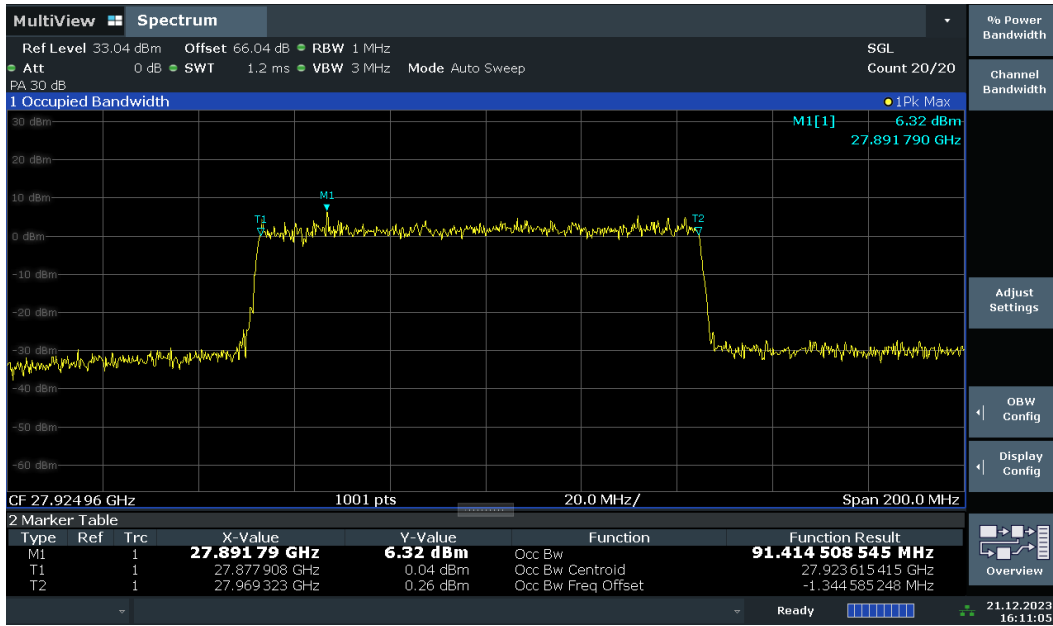 MultiView Spectrum
Ref Level 33.04 dBm Offset 66.04 dB RBW 1 MHz SGL
Att 0 dB SWT 1.2 ms VBW 3 MHz Mode Auto Sweep Count 20/20
PA 30 dB
1 Occupied Bandwidth 1Pk Max
30 dBm M1[1] 6.32 dBm
27.891 790 GHz
20 dBm
10 dBm M1
T1 T2
0 dBm
-10 dBm
-20 dBm
-30 dBm
-40 dBm
-50 dBm
-60 dBm
CF 27.924 96 GHz 1001 pts 20.0 MHz/ Span 200.0 MHz
2 Marker Table
Type Ref Trc X-Value Y-Value Function Function Result
M1 1 27.891 79 GHz 6.32 dBm Occ Bw 91.414 508 545 MHz
T1 1 27.877 908 GHz 0.04 dBm Occ Bw Centroid 27.923 615 415 GHz
T2 1 27.969 323 GHz 0.26 dBm Occ Bw Freq Offset -1.344 585 248 MHz
Ready 21.12.2023
16:11:05
% Power
Bandwidth
Channel
Bandwidth
Adjust
Settings
OBW
Config
Display
Config
Overview